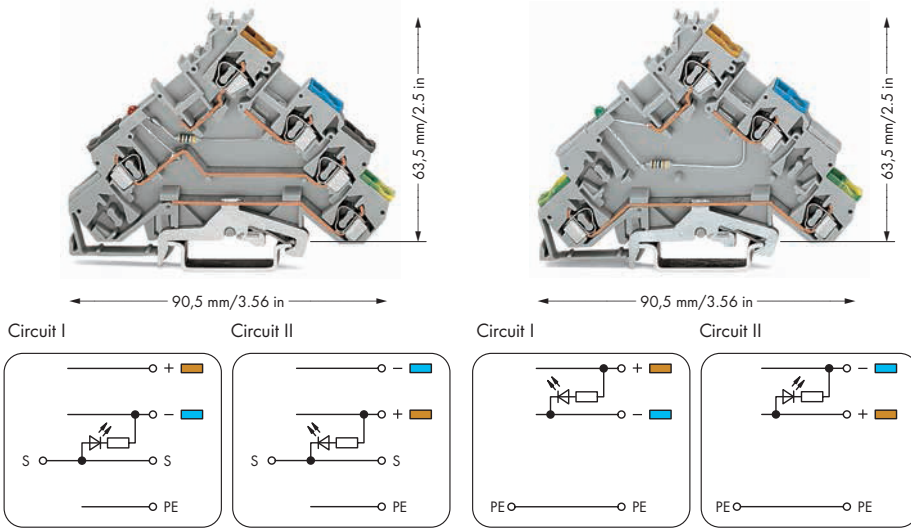 63,5 mm/2.5 in
63,5 mm/2.5 in
90,5 mm/3.56 in
90,5 mm/3.56 in
Circuit I
Circuit II
Circuit I
Circuit II
+
-
S
S
PE
-
+
S
S
PE
+
-
PE
PE
-
+
PE
PE